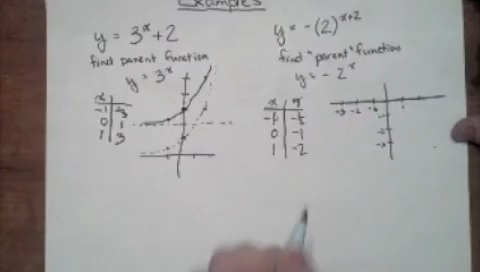 Examples
y = 3^x + 2
find parent function
y = 3^x
x | y
-1 | 1/3
0 | 1
1 | 3
y = -(2)^(x+2)
find "parent" function
y = -2^x
x | y
-1 | -1/2
0 | -1
1 | -2